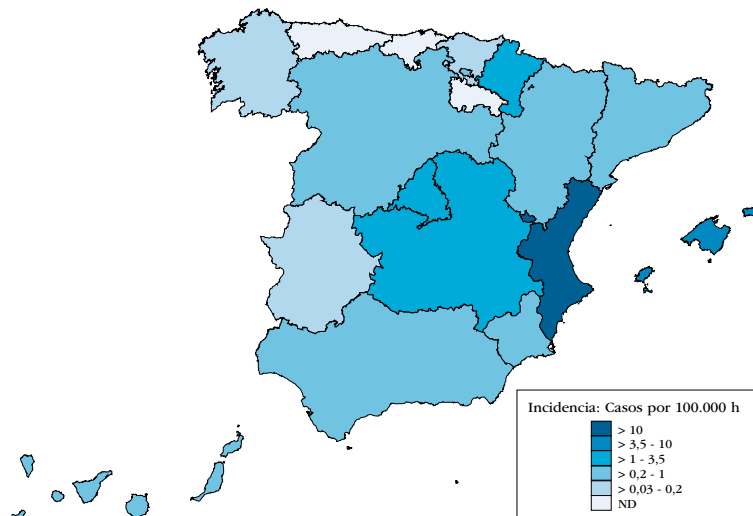 Incidencia: Casos por 100.000 h
> 10
> 3,5 - 10
> 1 - 3,5
> 0,2 - 1
> 0,03 - 0,2
ND